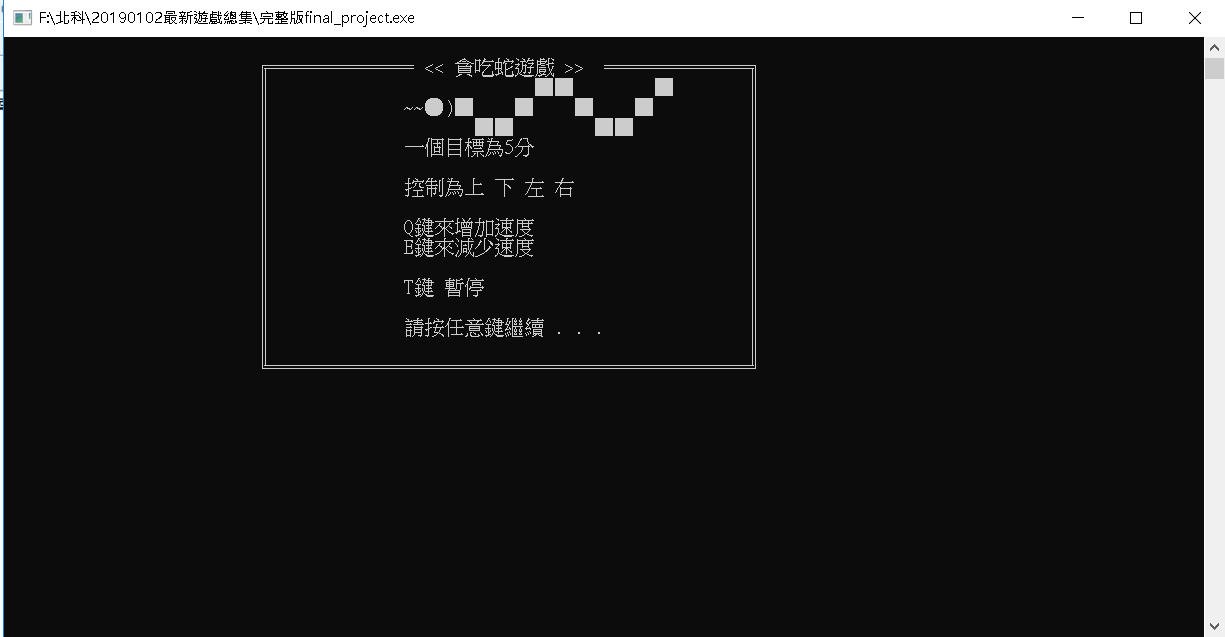 F:\北科\20190102最新遊戲總集\完整版final_project.exe
<< 貪吃蛇遊戲 >>
~~●)■
一個目標為5分
控制為上 下 左 右
Q鍵來增加速度
E鍵來減少速度
T鍵 暫停
請按任意鍵繼續 . . .